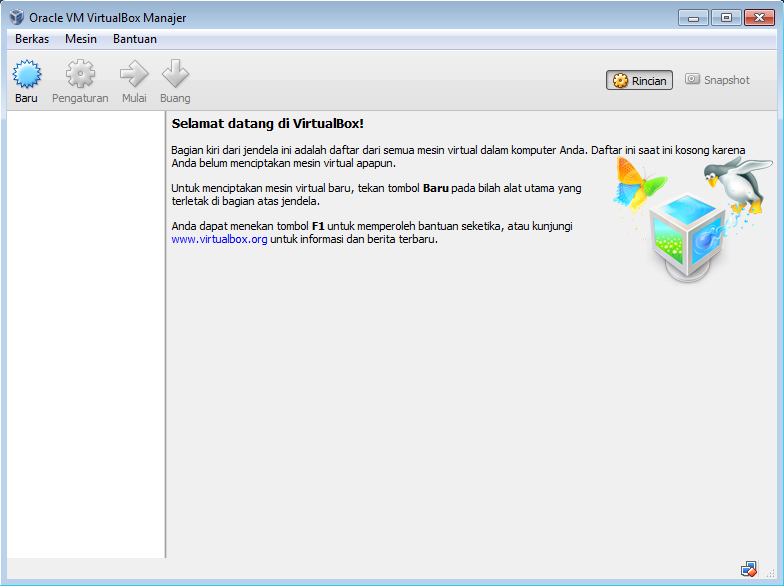 Oracle VM VirtualBox Manajer
Berkas Mesin Bantuan
Baru Pengaturan Mulai Buang Rincian Snapshot
Selamat datang di VirtualBox!
Bagian kiri dari jendela ini adalah daftar dari semua mesin virtual dalam komputer Anda. Daftar ini saat ini kosong karena
Anda belum menciptakan mesin virtual apapun.
Untuk menciptakan mesin virtual baru, tekan tombol Baru pada bilah alat utama yang
terletak di bagian atas jendela.
Anda dapat menekan tombol F1 untuk memperoleh bantuan seketika, atau kunjungi
www.virtualbox.org untuk informasi dan berita terbaru.